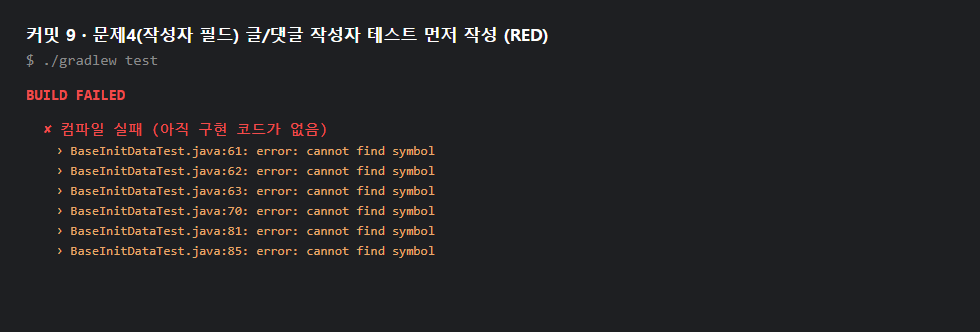 커밋 9 · 문제4(작성자 필드) 글/댓글 작성자 테스트 먼저 작성 (RED)
$ ./gradlew test
BUILD FAILED
✘ 컴파일 실패 (아직 구현 코드가 없음)
› BaseInitDataTest.java:61: error: cannot find symbol
› BaseInitDataTest.java:62: error: cannot find symbol
› BaseInitDataTest.java:63: error: cannot find symbol
› BaseInitDataTest.java:70: error: cannot find symbol
› BaseInitDataTest.java:81: error: cannot find symbol
› BaseInitDataTest.java:85: error: cannot find symbol